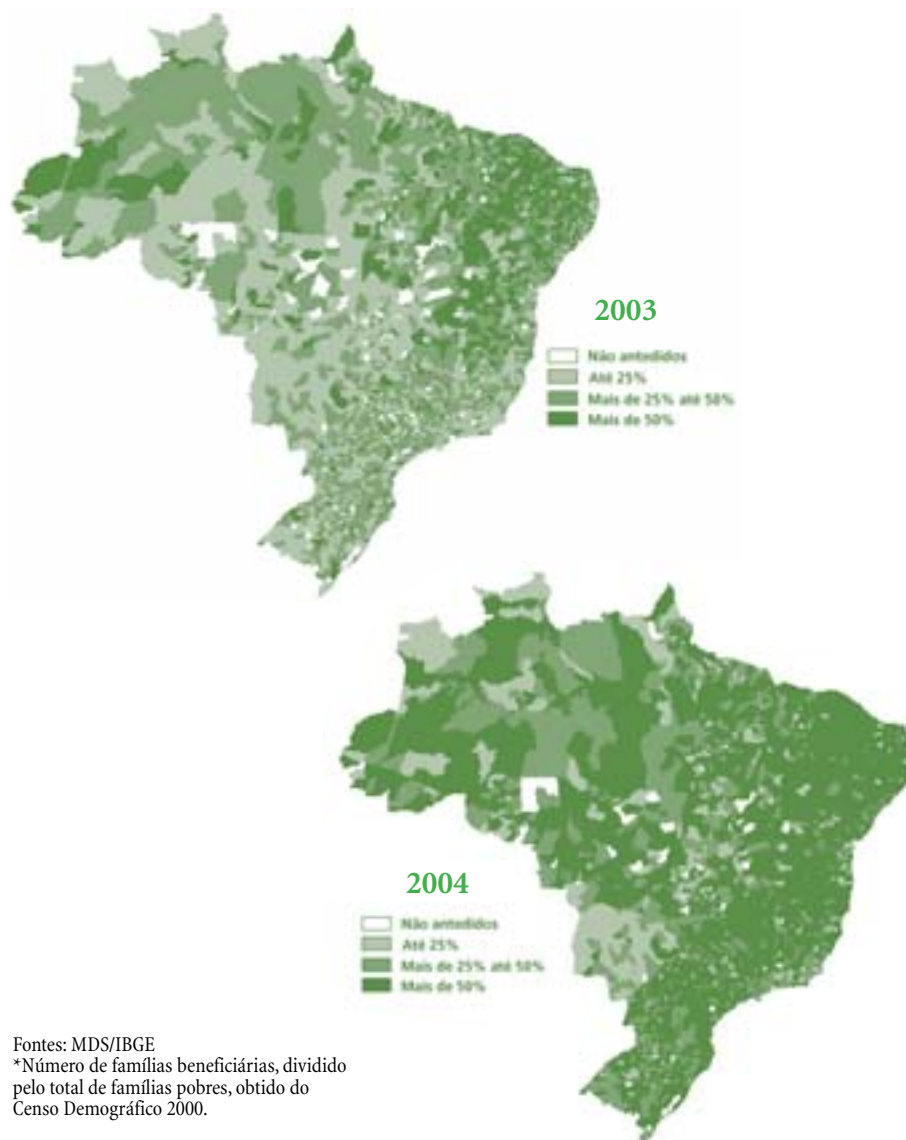 2003
Não antedidos
Até 25%
Mais de 25% até 50%
Mais de 50%
2004
Não antedidos
Até 25%
Mais de 25% até 50%
Mais de 50%
Fontes: MDS/IBGE
*Número de famílias beneficiárias, dividido
pelo total de famílias pobres, obtido do
Censo Demográfico 2000.